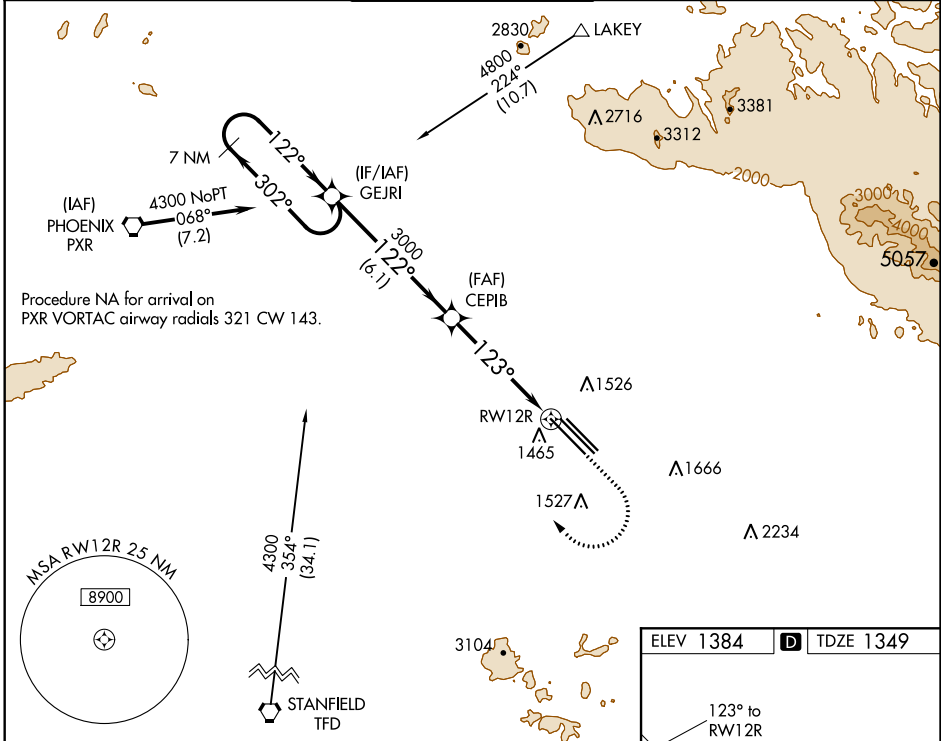 2830
LAKEY
4800
224°
(10.7)
2716
3381
3312
2000
3000
4000
5057
7 NM
122°
302°
(IF/IAF)
GEJRI
(IAF)
PHOENIX
PXR
4300 NoPT
068°
(7.2)
3000
122°
(6.1)
(FAF)
CEPIB
Procedure NA for arrival on
PXR VORTAC airway radials 321 CW 143.
123°
1526
RW12R
1465
1666
1527
2234
4300
354°
(34.1)
MSA RW12R 25 NM
8900
STANFIELD
TFD
3104
ELEV 1384 D TDZE 1349
123° to
RW12R